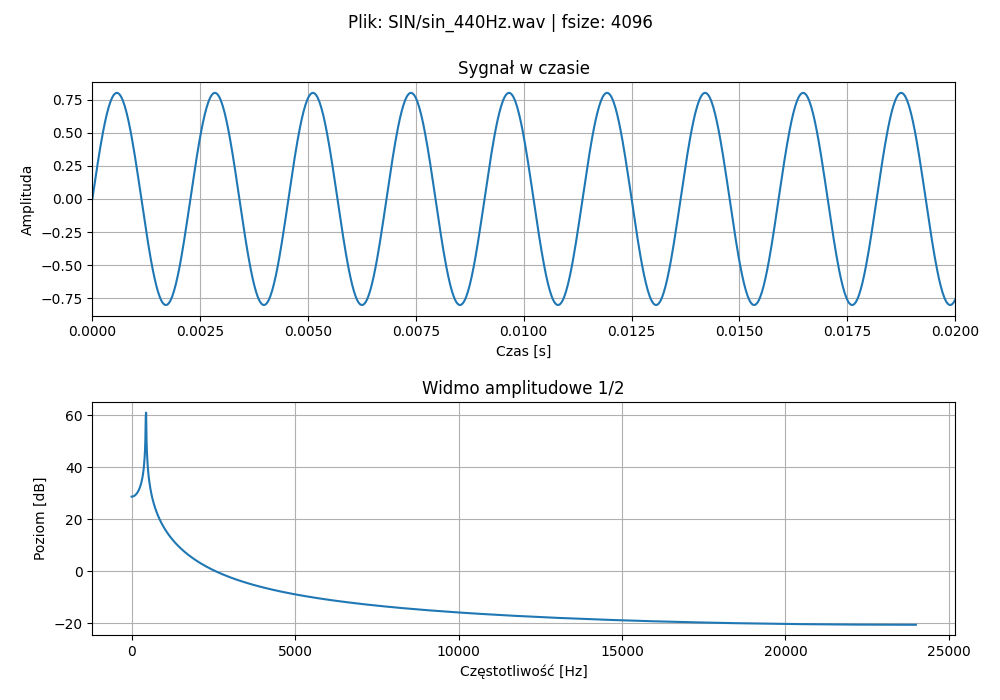 Plik: SIN/sin_440Hz.wav | fsize: 4096
Sygnał w czasie
0.75
0.50
0.25
0.00
−0.25
−0.50
−0.75
Amplituda
0.0000 0.0025 0.0050 0.0075 0.0100 0.0125 0.0150 0.0175 0.0200
Czas [s]
Widmo amplitudowe 1/2
60
40
20
0
−20
Poziom [dB]
0 5000 10000 15000 20000 25000
Częstotliwość [Hz]